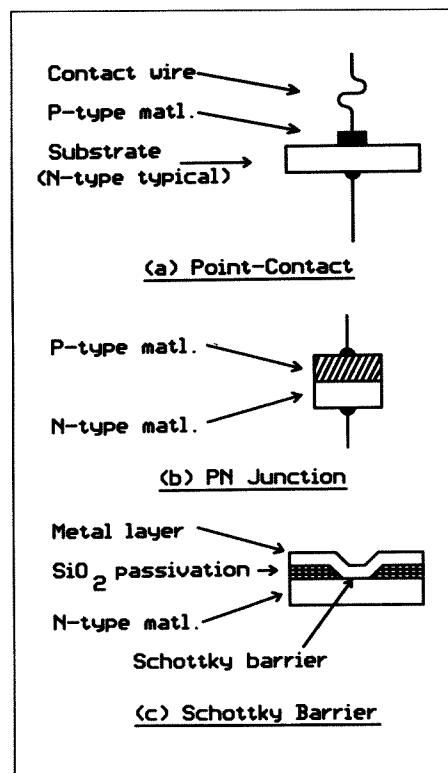 Contact wire
P-type matl.
Substrate
(N-type typical)
(a) Point-Contact
P-type matl.
N-type matl.
(b) PN Junction
Metal layer
SiO2 passivation
N-type matl.
Schottky barrier
(c) Schottky Barrier